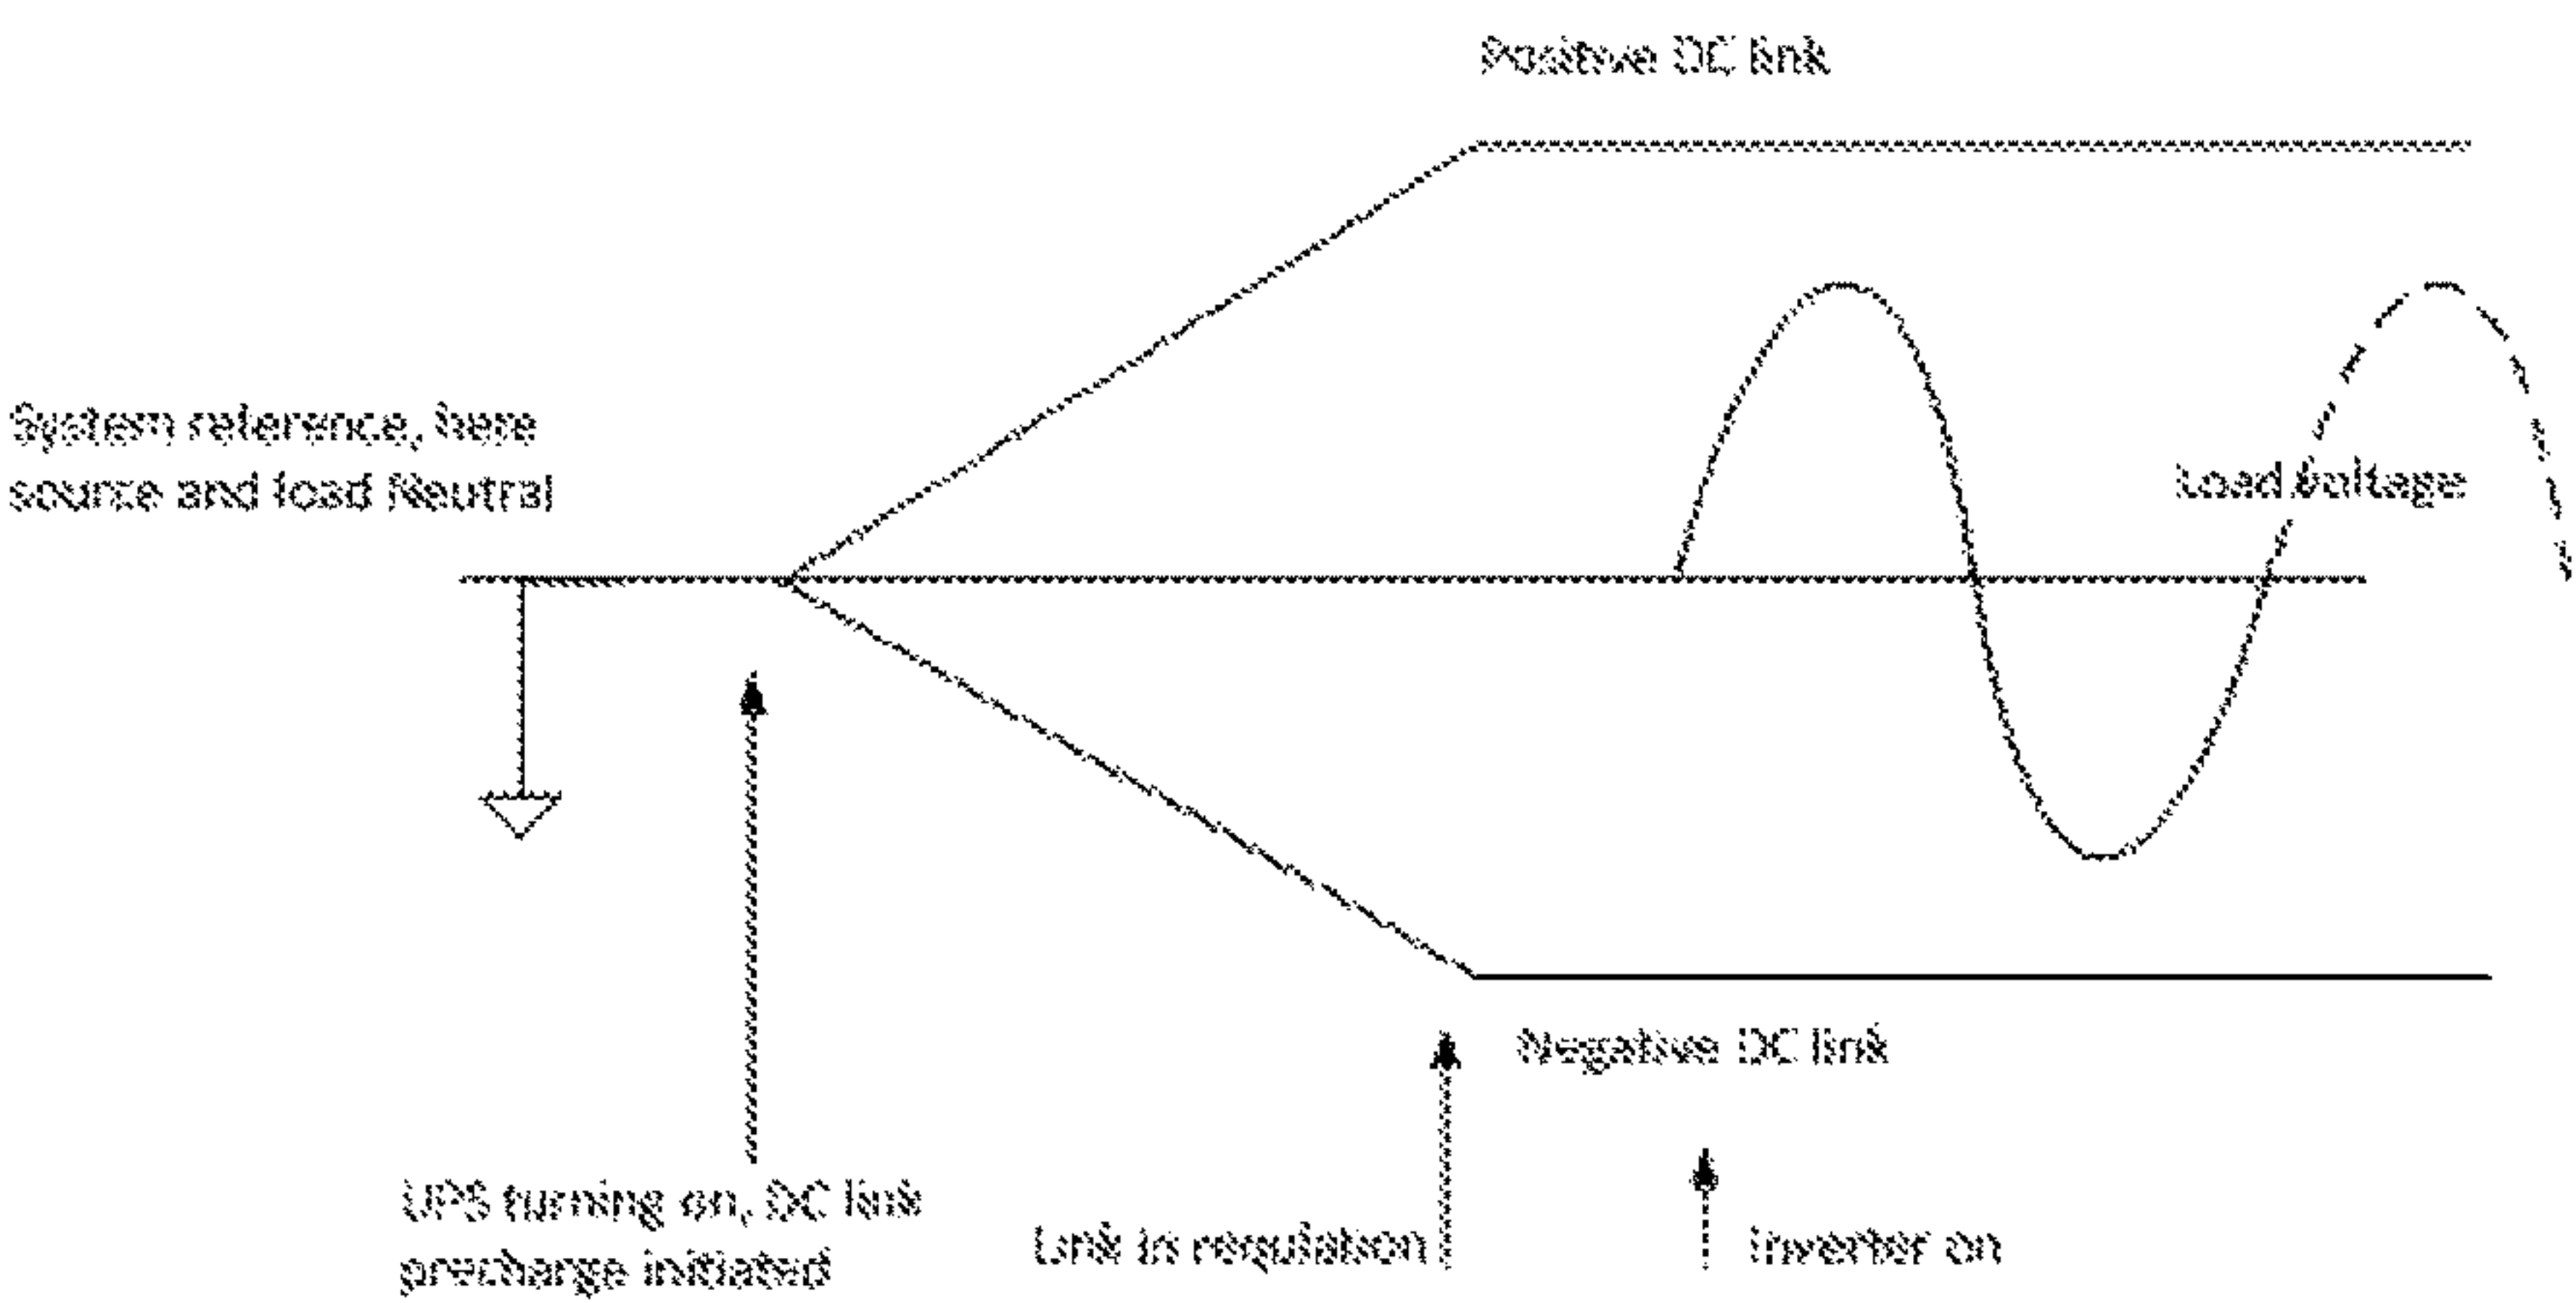 Positive DC link
System reference, here
source and load Neutral
Load voltage
Negative DC link
UPS turning on, DC link
precharge initiated
Link in regulation
Inverter on